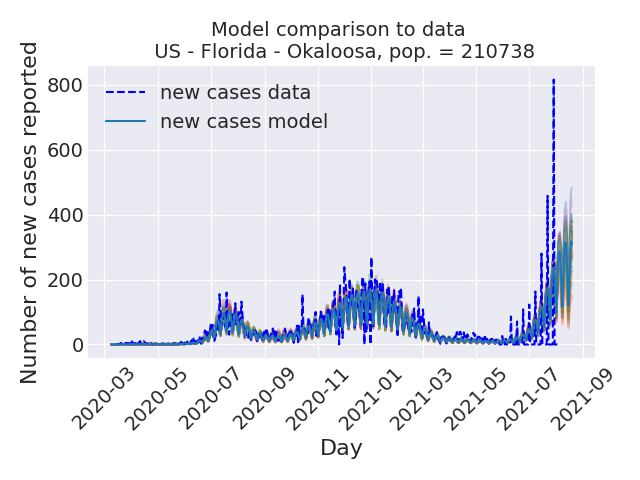 Model comparison to data
US - Florida - Okaloosa, pop. = 210738
Number of new cases reported
800
600
400
200
0
new cases data
new cases model
2020-03
2020-05
2020-07
2020-09
2020-11
2021-01
2021-03
2021-05
2021-07
2021-09
Day